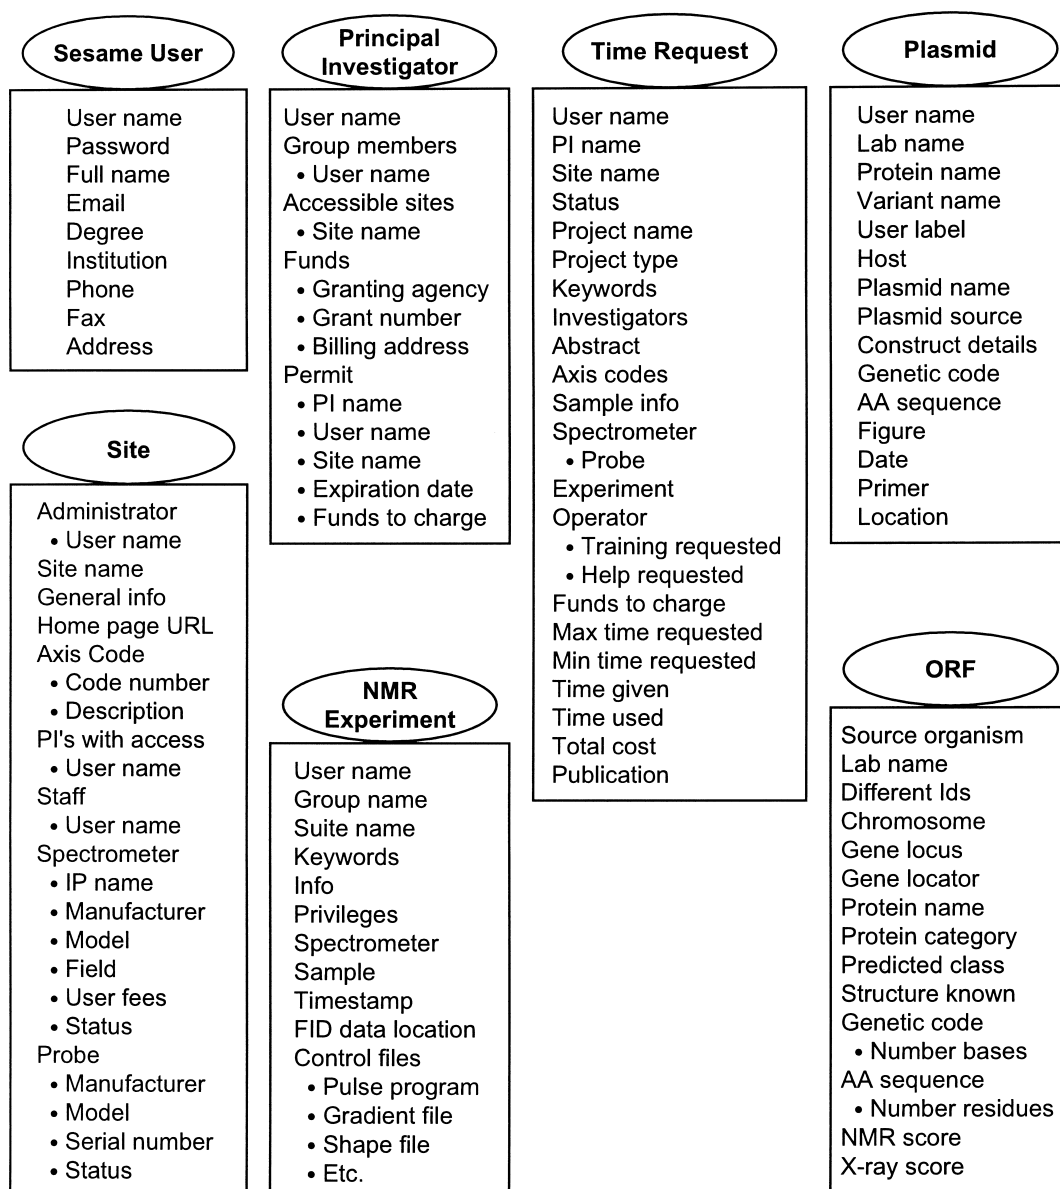 Sesame User
User name
Password
Full name
Email
Degree
Institution
Phone
Fax
Address
Site
Administrator
• User name
Site name
General info
Home page URL
Axis Code
• Code number
• Description
PI's with access
• User name
Staff
• User name
Spectrometer
• IP name
• Manufacturer
• Model
• Field
• User fees
• Status
Probe
• Manufacturer
• Model
• Serial number
• Status
Principal
Investigator
User name
Group members
• User name
Accessible sites
• Site name
Funds
• Granting agency
• Grant number
• Billing address
Permit
• PI name
• User name
• Site name
• Expiration date
• Funds to charge
NMR
Experiment
User name
Group name
Suite name
Keywords
Info
Privileges
Spectrometer
Sample
Timestamp
FID data location
Control files
• Pulse program
• Gradient file
• Shape file
• Etc.
Time Request
User name
PI name
Site name
Status
Project name
Project type
Keywords
Investigators
Abstract
Axis codes
Sample info
Spectrometer
• Probe
Experiment
Operator
• Training requested
• Help requested
Funds to charge
Max time requested
Min time requested
Time given
Time used
Total cost
Publication
Plasmid
User name
Lab name
Protein name
Variant name
User label
Host
Plasmid name
Plasmid source
Construct details
Genetic code
AA sequence
Figure
Date
Primer
Location
ORF
Source organism
Lab name
Different Ids
Chromosome
Gene locus
Gene locator
Protein name
Protein category
Predicted class
Structure known
Genetic code
• Number bases
AA sequence
• Number residues
NMR score
X-ray score